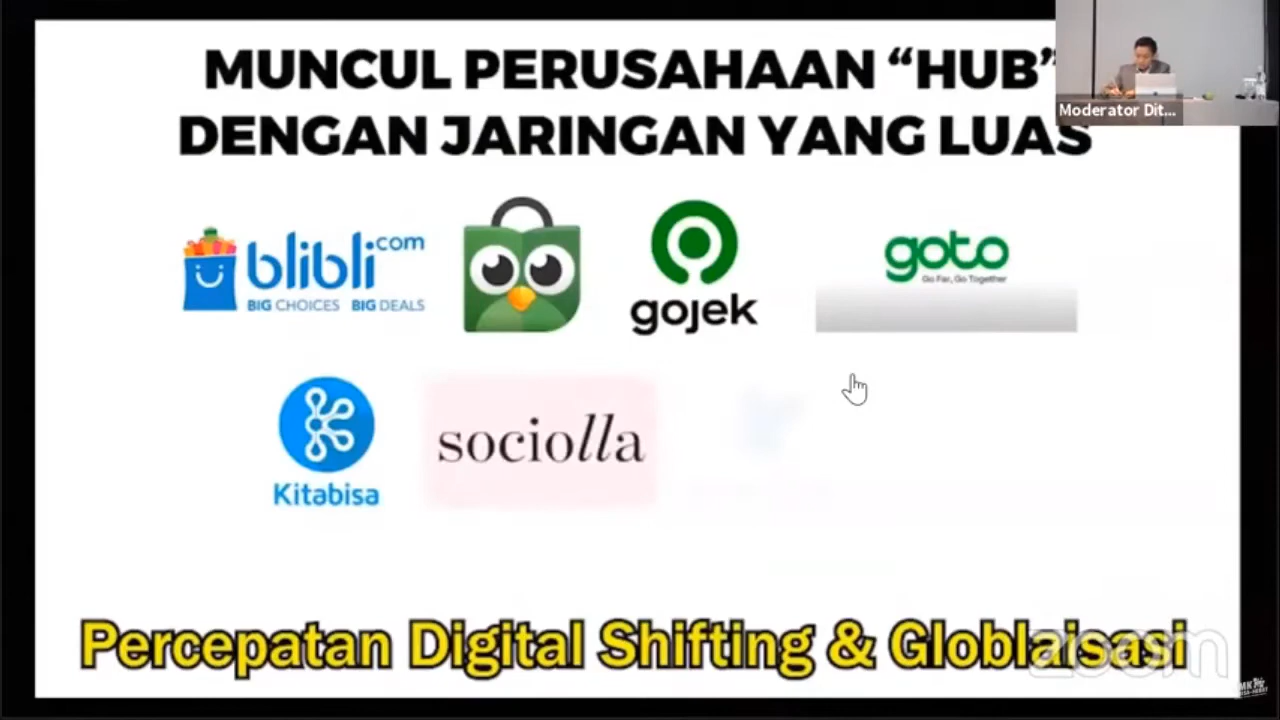 MUNCUL PERUSAHAAN “HUB”
DENGAN JARINGAN YANG LUAS
Moderator Dit...
blibli.com
BIG CHOICES BIG DEALS
gojek
goto
Go Far, Go Together
Kitabisa
sociolla
Percepatan Digital Shifting & Globlaisasi
zoom